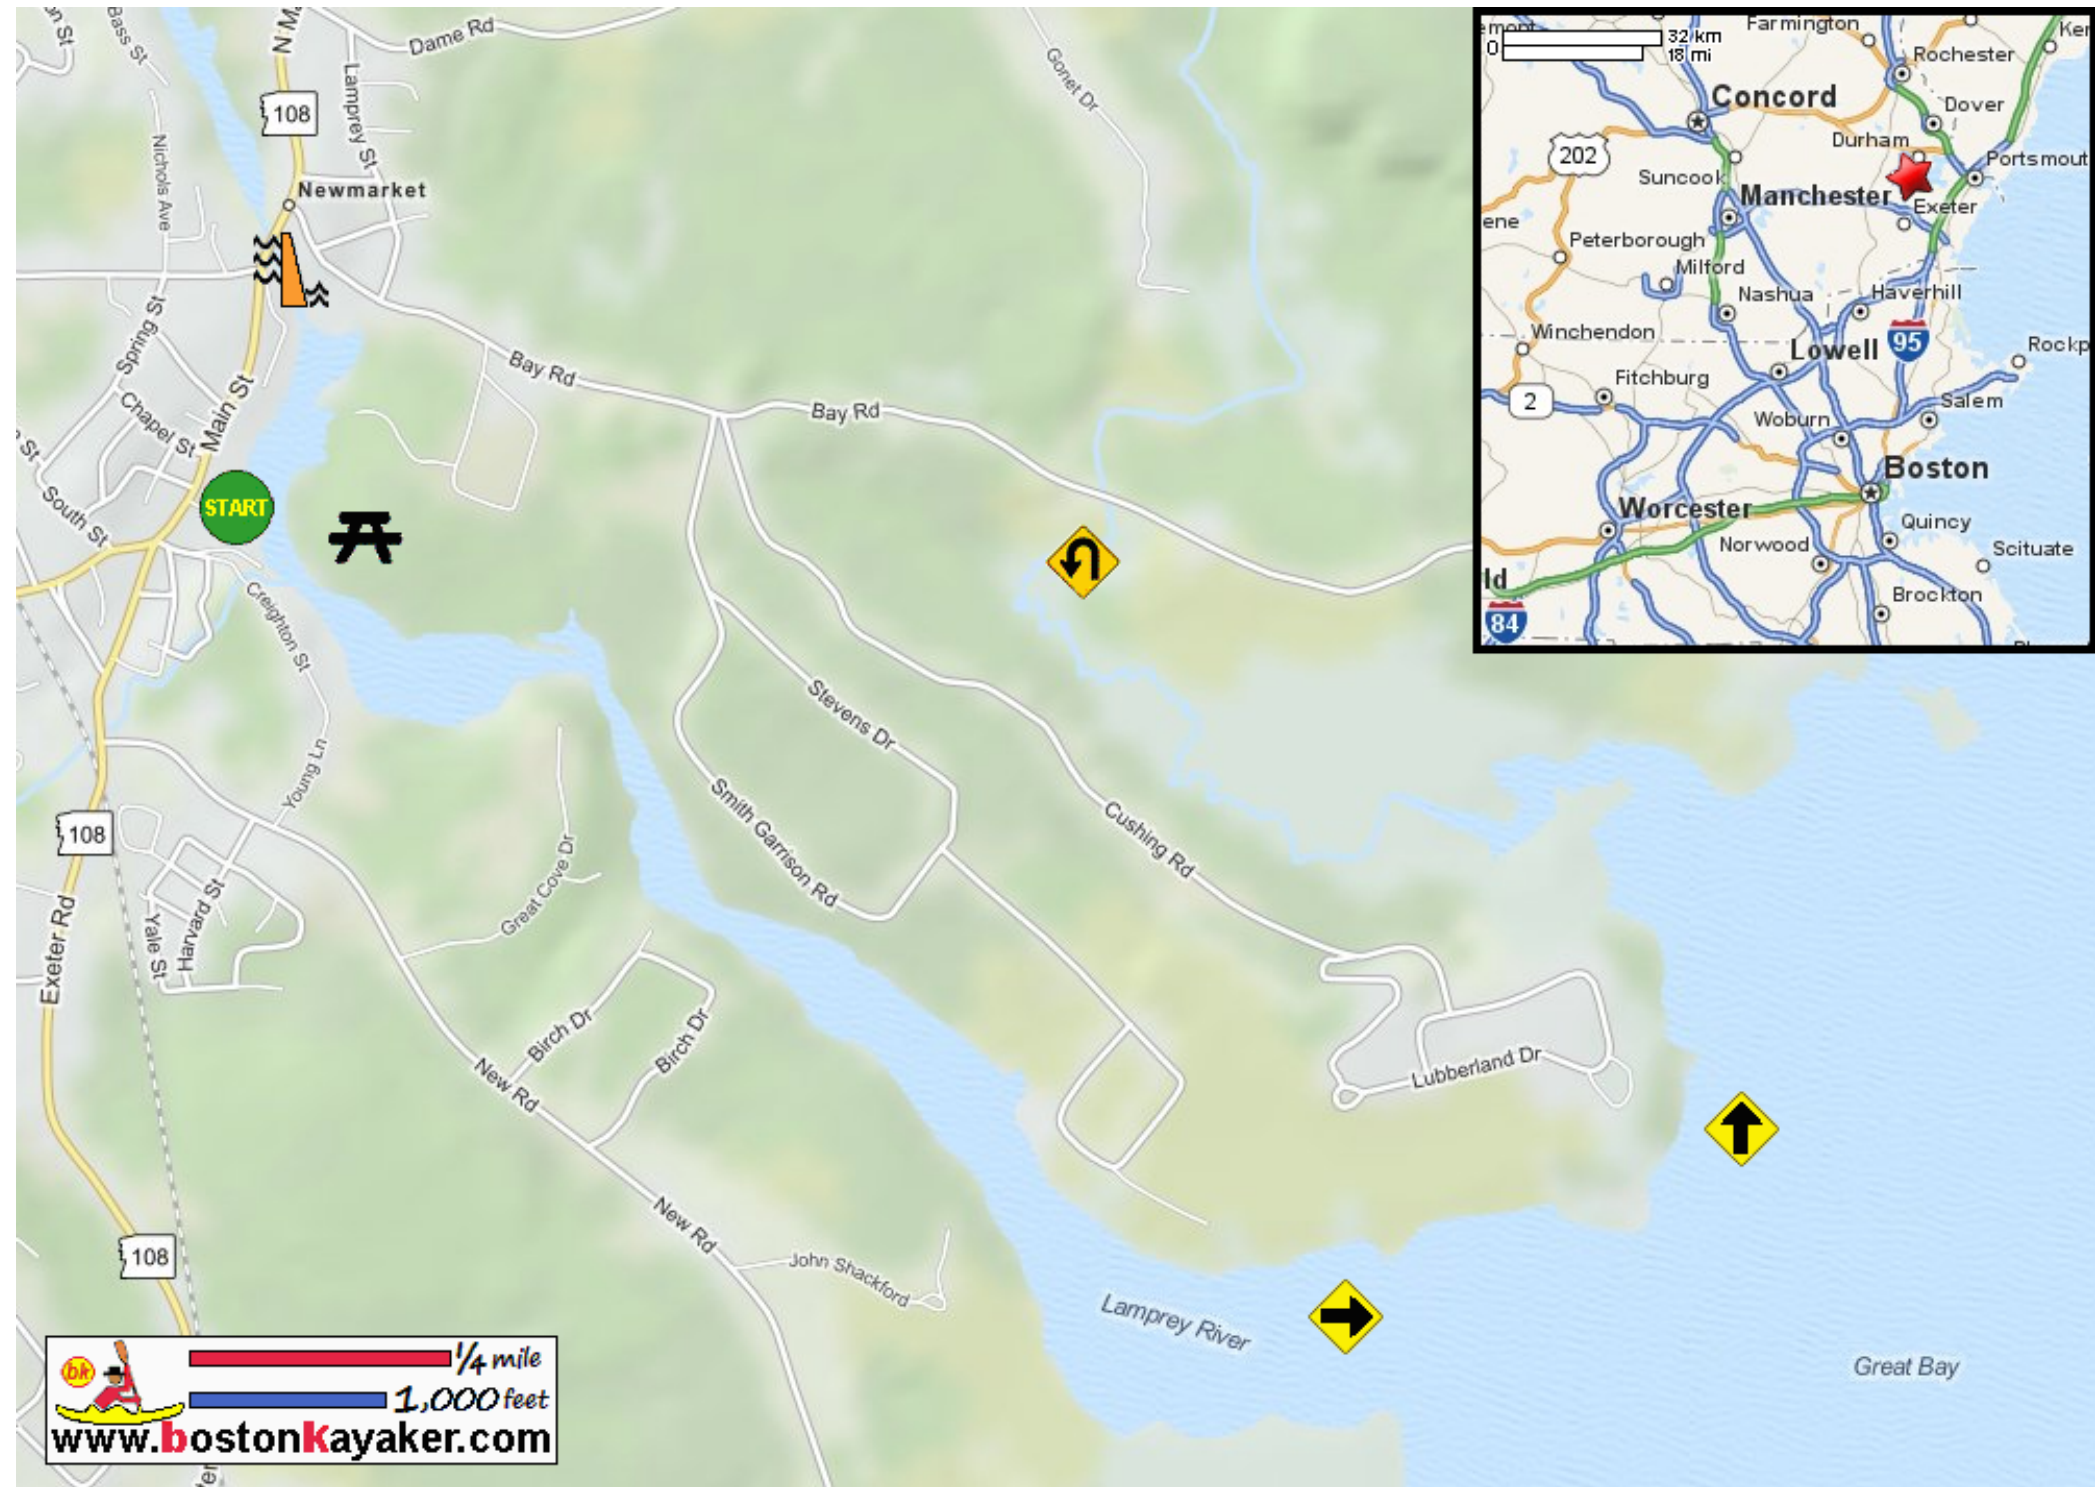 Bass St
N M
Dame Rd
108
Lamprey St
Gonet Dr
Nichols Ave
Newmarket
Spring St
Bay Rd
Bay Rd
Main St
Chapel St
South St
START
Creighton St
Stevens Dr
Young Ln
Smith Garrison Rd
Cushing Rd
108
Great Cove Dr
Yale St
Harvard St
Exeter Rd
Birch Dr
Birch Dr
Lubberland Dr
New Rd
New Rd
John Shackford
108
Lamprey River
Great Bay
bk
1/4 mile
1,000 feet
www.bostonkayaker.com
0
32 km
18 mi
Farmington
Ker
Rochester
Concord
Dover
202
Durham
Portsmout
Suncook
Manchester
Exeter
ene
Peterborough
Milford
Nashua
Haverhill
Winchendon
95
Lowell
Rockp
Fitchburg
2
Salem
Woburn
Boston
Worcester
Quincy
Norwood
Scituate
ld
Brockton
84